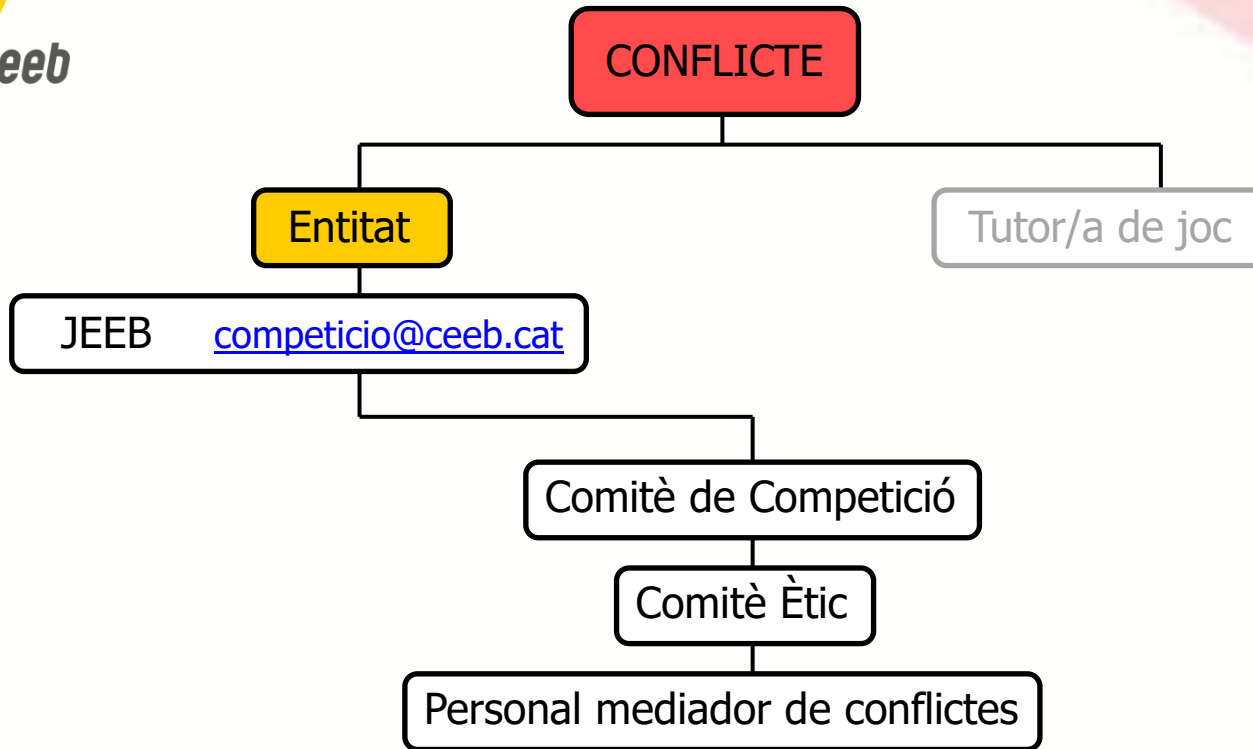 eeb
CONFLICTE
Entitat
Tutor/a de joc
JEEB competicio@ceeb.cat
Comitè de Competició
Comitè Ètic
Personal mediador de conflictes